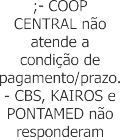 ;- COOP
CENTRAL não
atende a
condição de
pagamento/prazo.
- CBS, KAIROS e
PONTAMED não
responderam